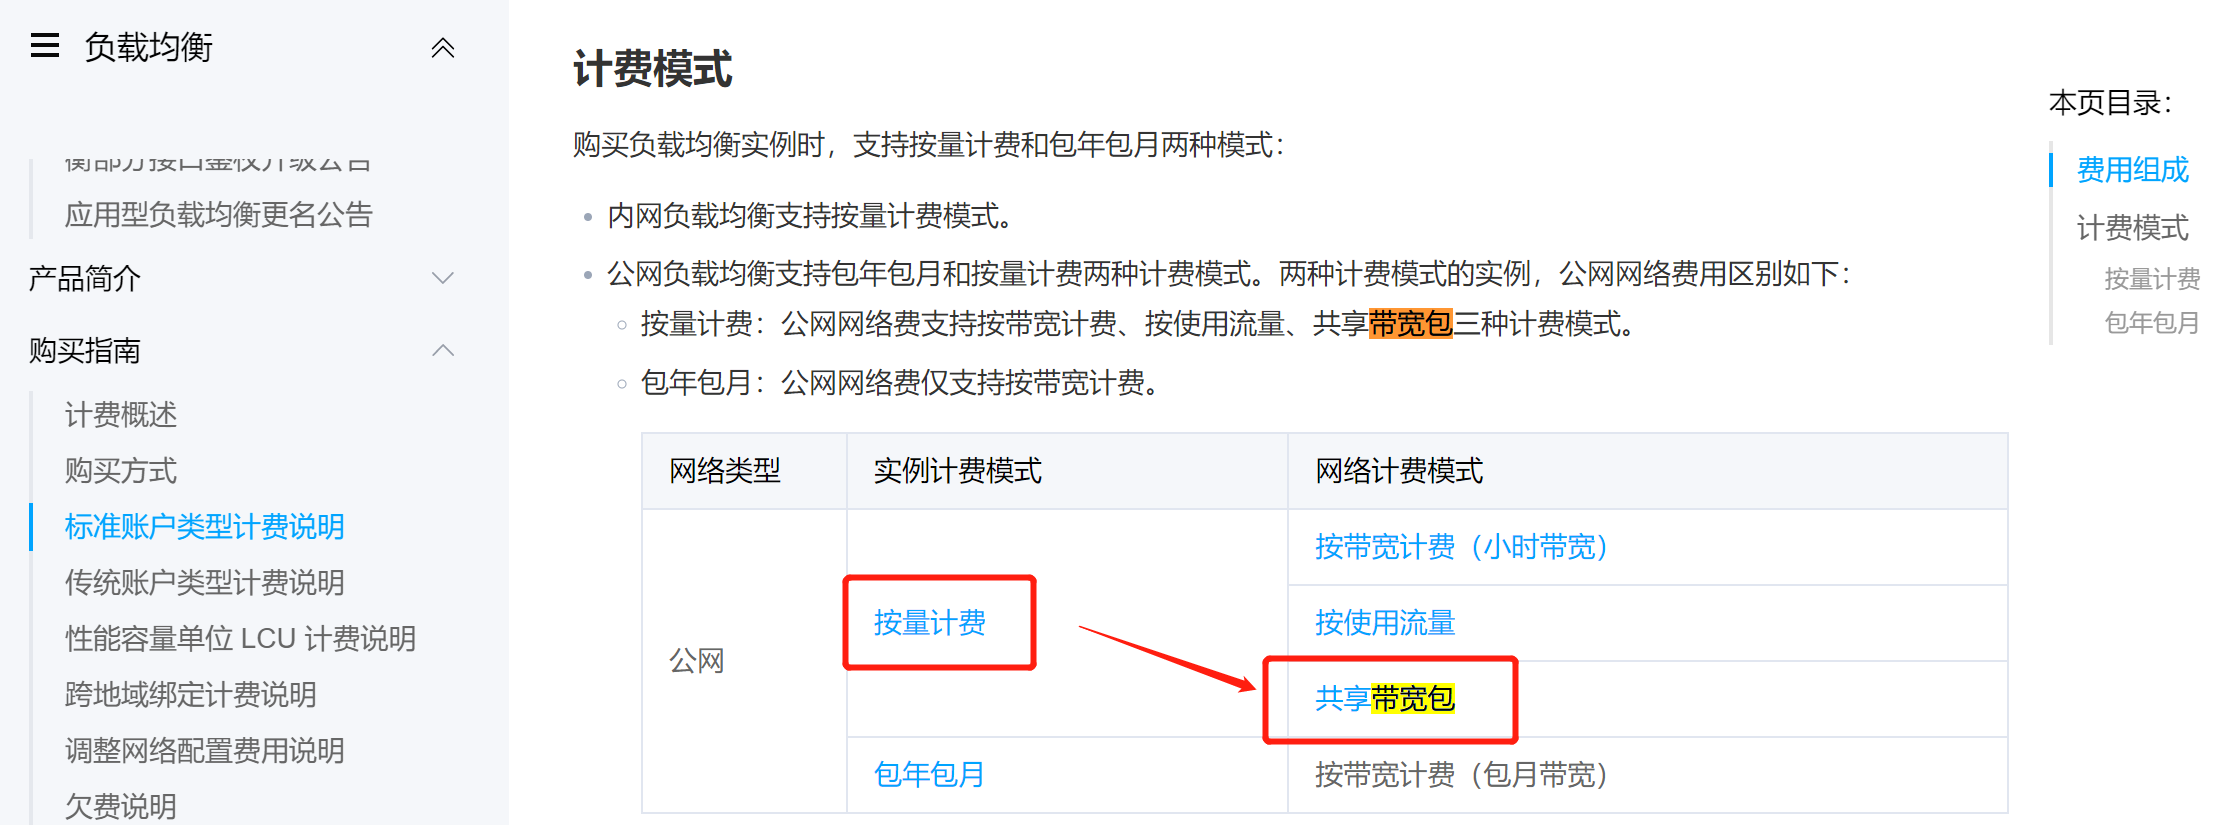 负载均衡
衡部分接口鉴权升级公告
应用型负载均衡更名公告
产品简介
购买指南
计费概述
购买方式
标准账户类型计费说明
传统账户类型计费说明
性能容量单位 LCU 计费说明
跨地域绑定计费说明
调整网络配置费用说明
欠费说明
计费模式
购买负载均衡实例时，支持按量计费和包年包月两种模式：
内网负载均衡支持按量计费模式。
公网负载均衡支持包年包月和按量计费两种计费模式。两种计费模式的实例，公网网络费用区别如下：
按量计费：公网网络费支持按带宽计费、按使用流量、共享带宽包三种计费模式。
包年包月：公网网络费仅支持按带宽计费。
网络类型 实例计费模式 网络计费模式
按带宽计费（小时带宽）
按量计费 按使用流量
公网
共享带宽包
包年包月 按带宽计费（包月带宽）
本页目录：
费用组成
计费模式
按量计费
包年包月